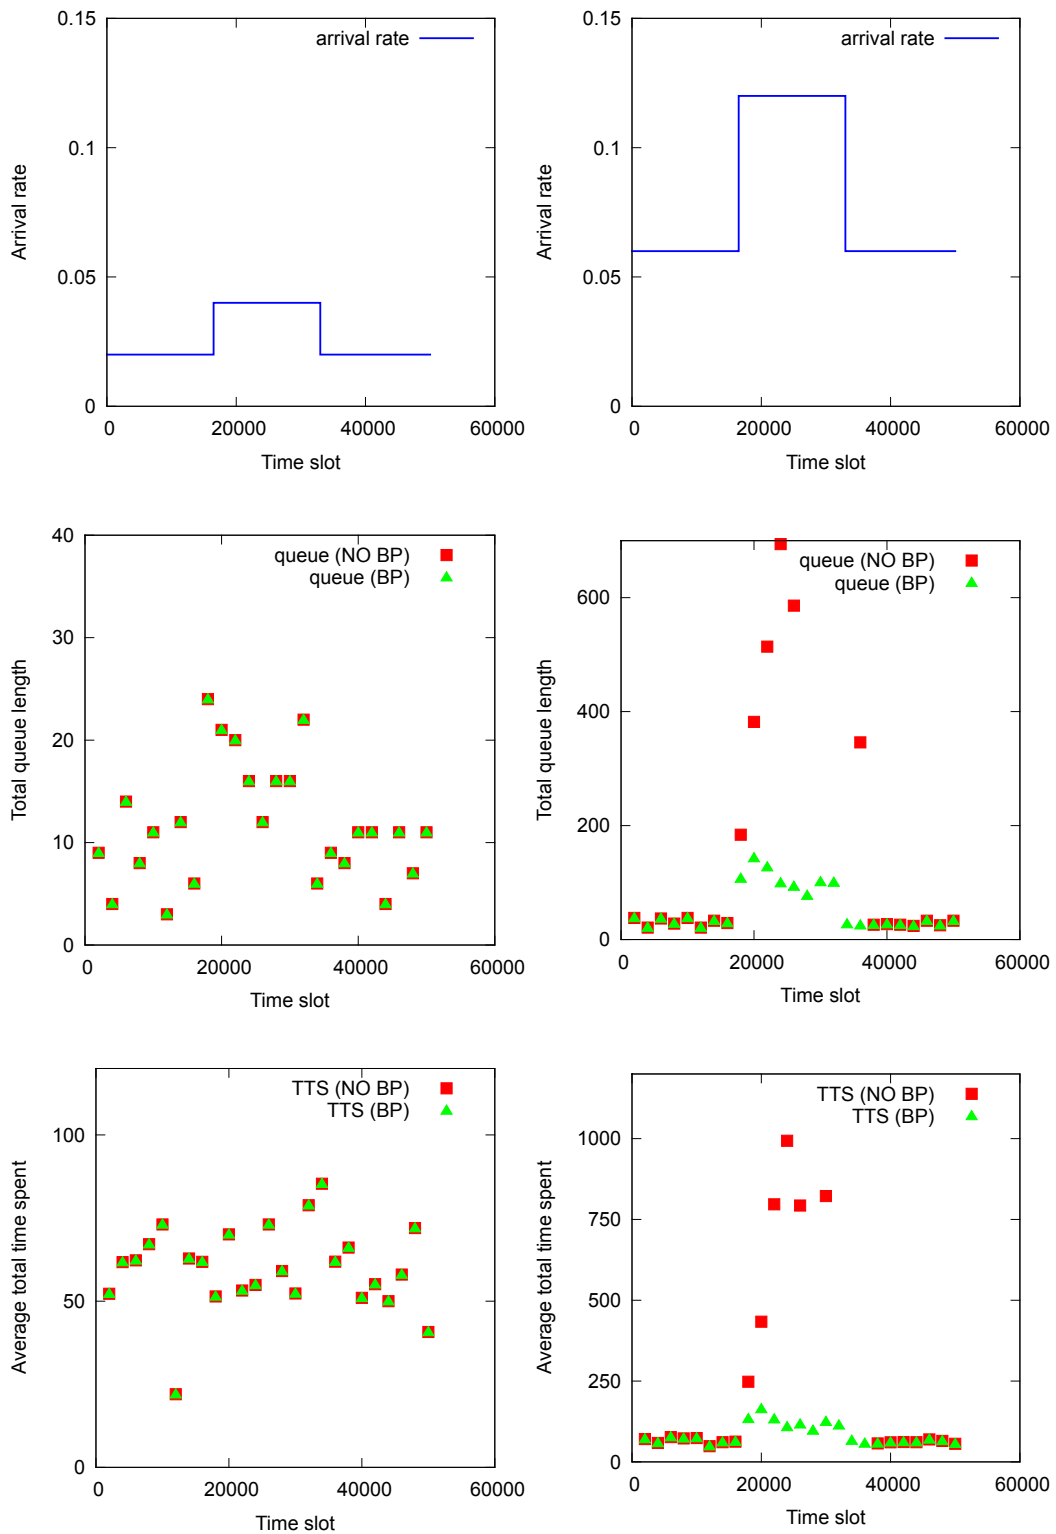 0.15
arrival rate
0.1
0.05
0
Arrival rate
0 20000 40000 60000
Time slot
0.15
arrival rate
0.1
0.05
0
Arrival rate
0 20000 40000 60000
Time slot
40
queue (NO BP)
queue (BP)
30
20
10
0
Total queue length
0 20000 40000 60000
Time slot
queue (NO BP)
queue (BP)
600
400
200
0
Total queue length
0 20000 40000 60000
Time slot
TTS (NO BP)
TTS (BP)
100
50
0
Average total time spent
0 20000 40000 60000
Time slot
TTS (NO BP)
TTS (BP)
1000
750
500
250
0
Average total time spent
0 20000 40000 60000
Time slot